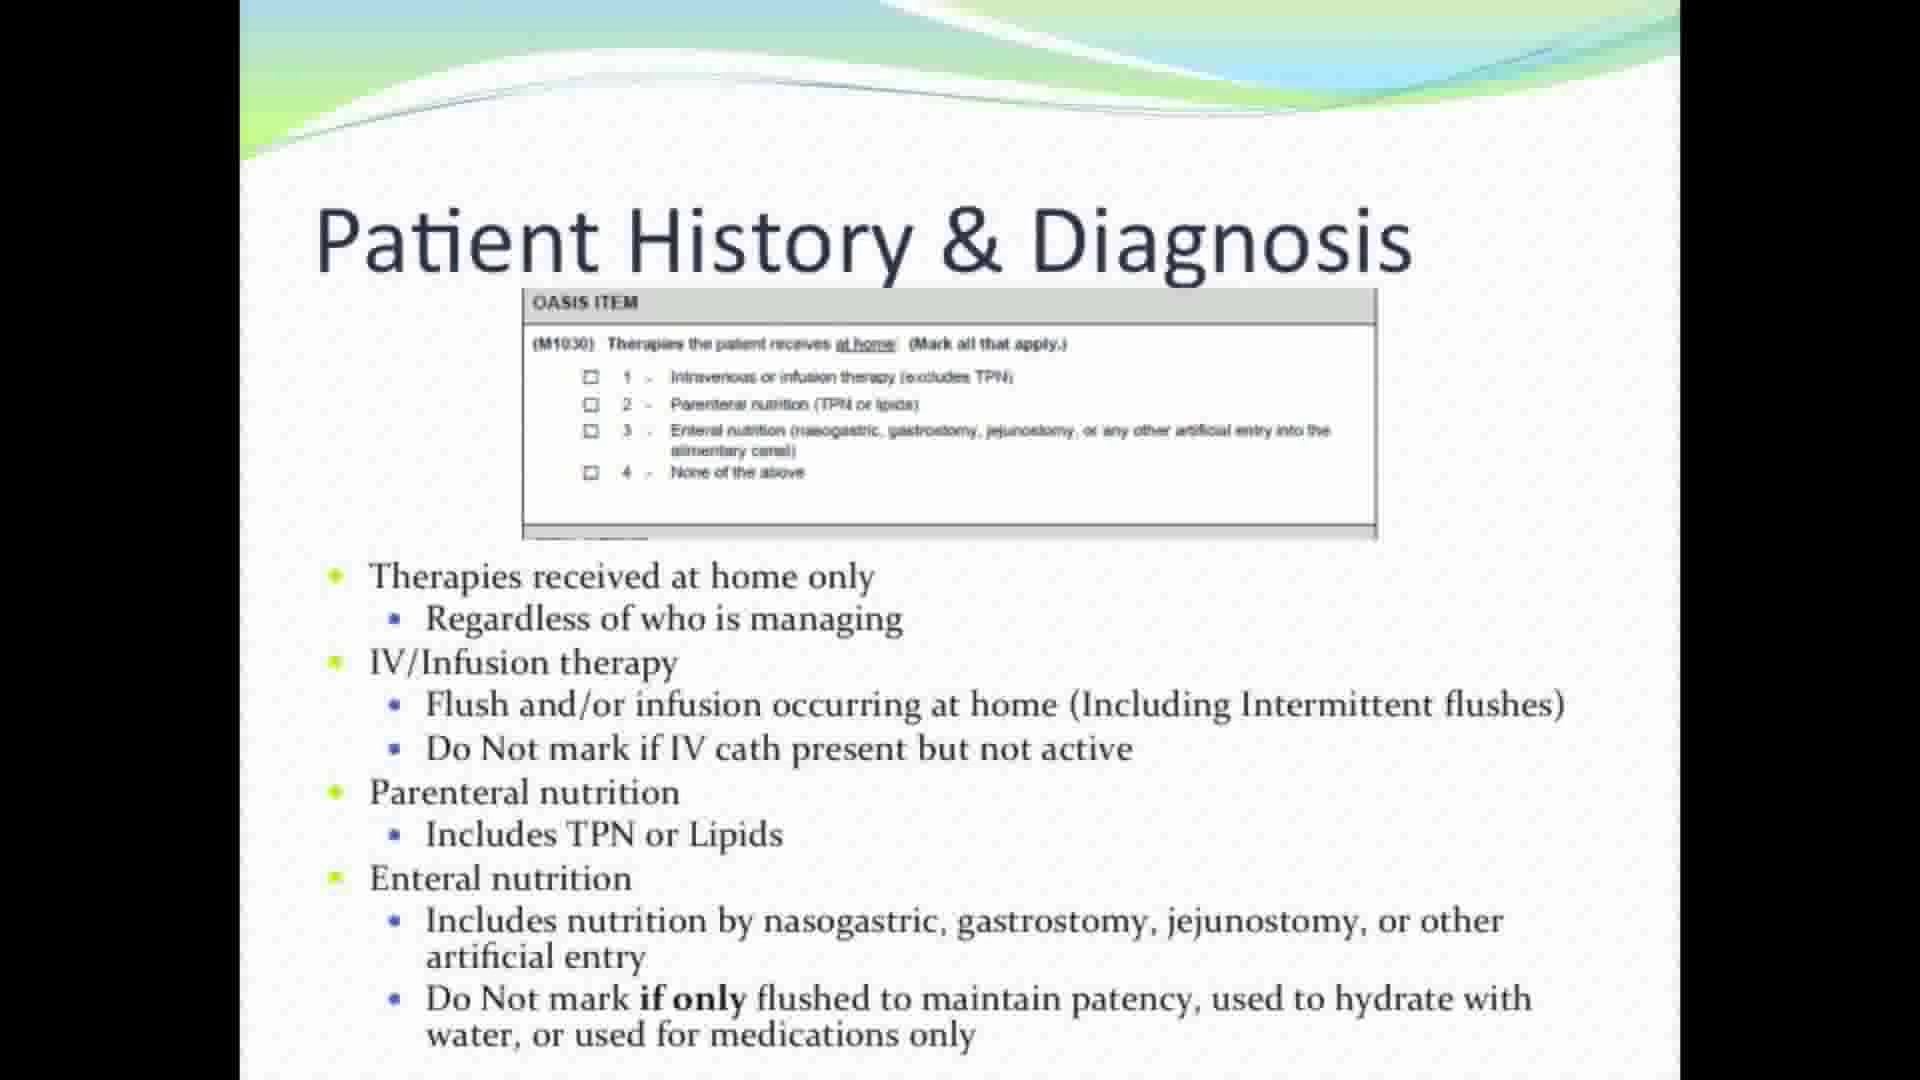 Patient History & Diagnosis
OASIS ITEM
(M1030) Therapies the patient receives at home: (Mark all that apply.)
1 - Intravenous or infusion therapy (excludes TPN)
2 - Parenteral nutrition (TPN or lipids)
3 - Enteral nutrition (nasogastric, gastrostomy, jejunostomy, or any other artificial entry into the
alimentary canal)
4 - None of the above
Therapies received at home only
Regardless of who is managing
IV/Infusion therapy
Flush and/or infusion occurring at home (Including Intermittent flushes)
Do Not mark if IV cath present but not active
Parenteral nutrition
Includes TPN or Lipids
Enteral nutrition
Includes nutrition by nasogastric, gastrostomy, jejunostomy, or other
artificial entry
Do Not mark if only flushed to maintain patency, used to hydrate with
water, or used for medications only